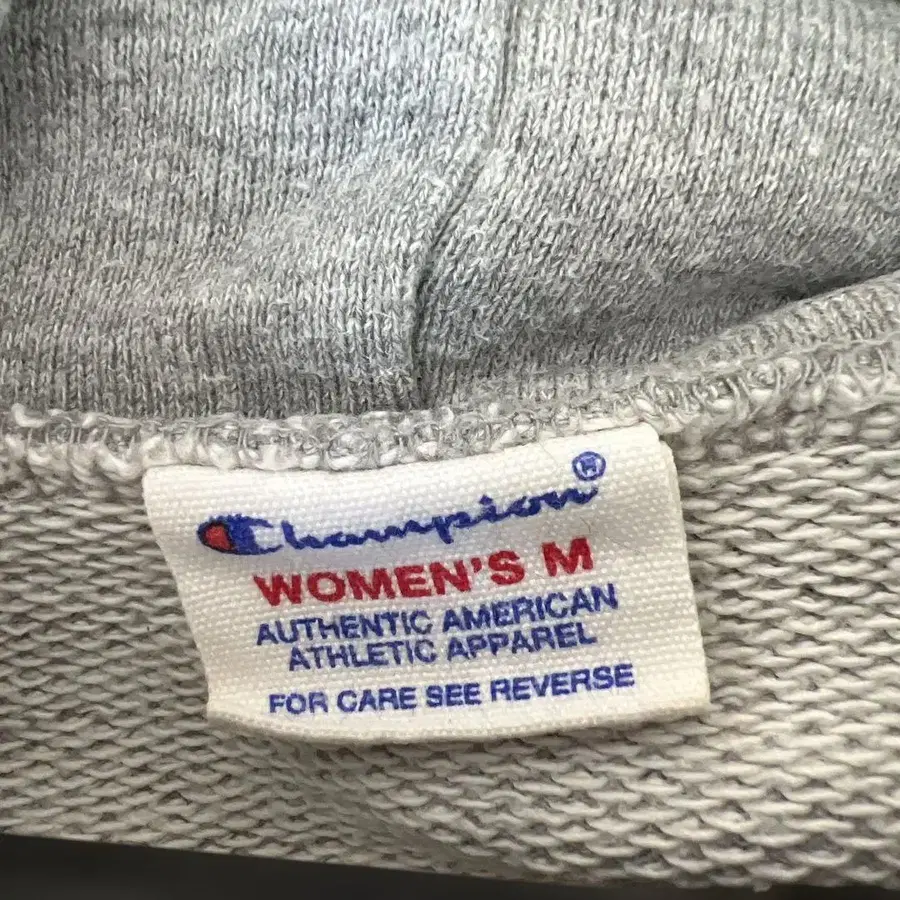 Champion®
WOMEN'S M
AUTHENTIC AMERICAN
ATHLETIC APPAREL
FOR CARE SEE REVERSE